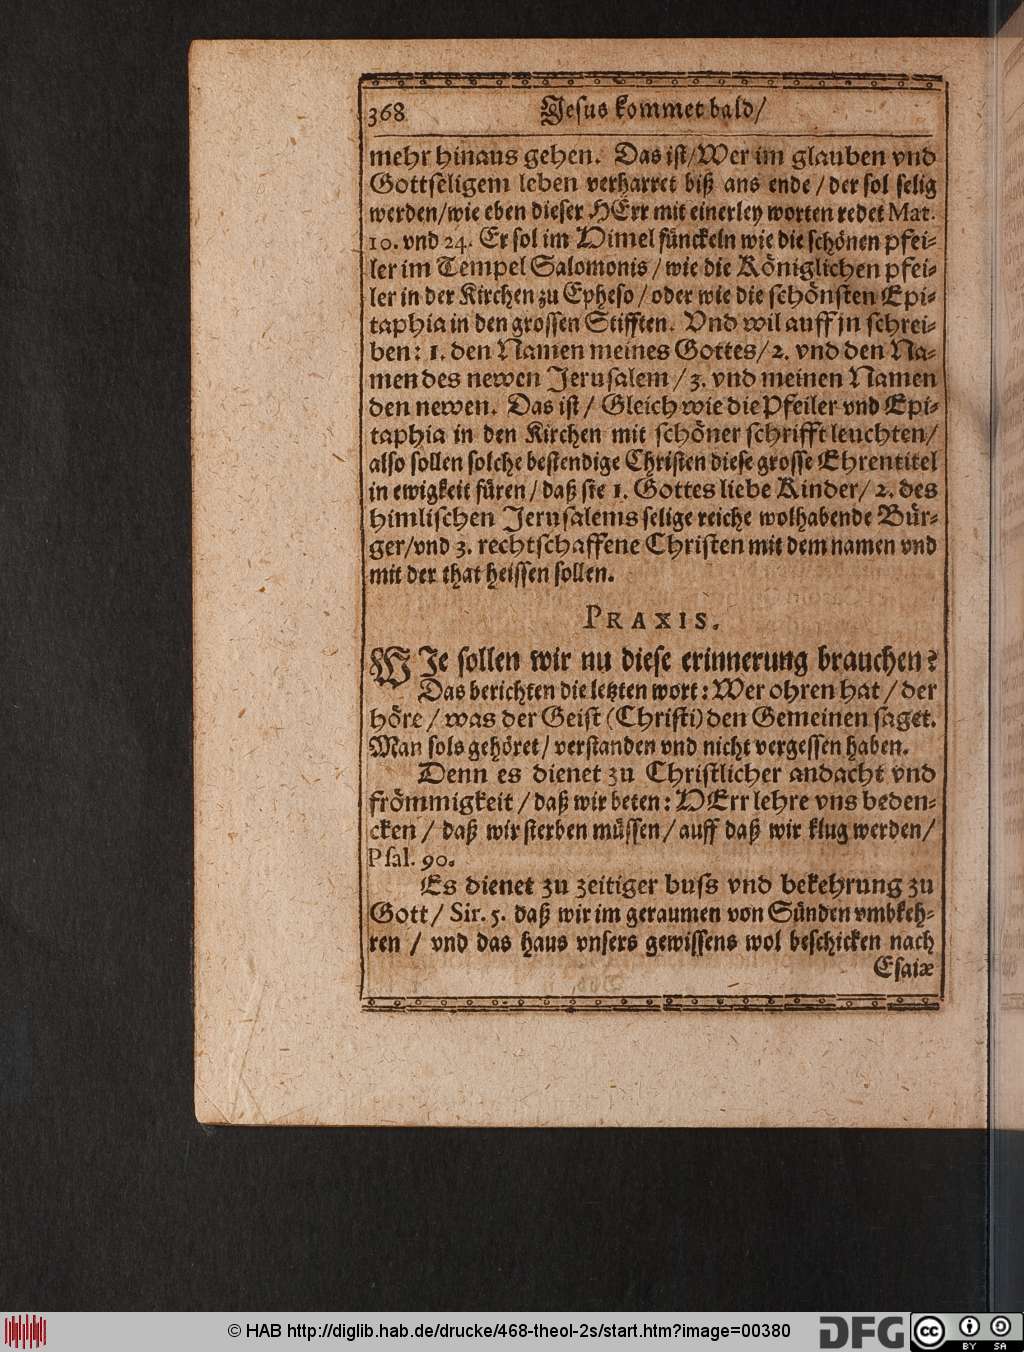 368 Jesus kommet bald/
mehr hinaus gehen. Das ist/Wer im glauben vnd
Gottseligem leben verharret biß ans ende / der sol selig
werden/wie eben dieser HErr mit einerley worten redet Mat.
10. vnd 24. Er sol im Himel fünckeln wie die schönen pfei-
ler im Tempel Salomonis / wie die Königlichen pfei-
ler in der Kirchen zu Epheso / oder wie die schönsten Epi-
taphia in den grossen Stifften. Vnd wil auff jn schrei-
ben: 1. den Namen meines Gottes/ 2. vnd den Na-
men des newen Jerusalem / 3. vnd meinen Namen
den newen. Das ist / Gleich wie die Pfeiler vnd Epi-
taphia in den Kirchen mit schöner schrifft leuchten/
also sollen solche bestendige Christen diese grosse Ehrentitel
in ewigkeit füren / daß sie 1. Gottes liebe Kinder/ 2. des
himlischen Jerusalems selige reiche wolhabende Bür-
ger/vnd 3. rechtschaffene Christen mit dem namen vnd
mit der that heissen sollen.
PRAXIS.
WJe sollen wir nu diese erinnerung brauchen?
Das berichten die letzten wort: Wer ohren hat / der
höre / was der Geist (Christi) den Gemeinen saget.
Man sols gehöret/ verstanden vnd nicht vergessen haben.
Denn es dienet zu Christlicher andacht vnd
frömmigkeit / daß wir beten: HErr lehre vns beden-
cken / daß wir sterben müssen/ auff daß wir klug werden/
Psal. 90.
Es dienet zu zeitiger buss vnd bekehrung zu
Gott/ Sir. 5. daß wir im geraumen von Sünden vmbkeh-
ren / vnd das haus vnsers gewissens wol beschicken nach
Esaiæ
© HAB http://diglib.hab.de/drucke/468-theol-2s/start.htm?image=00380
DFG cc BY SA